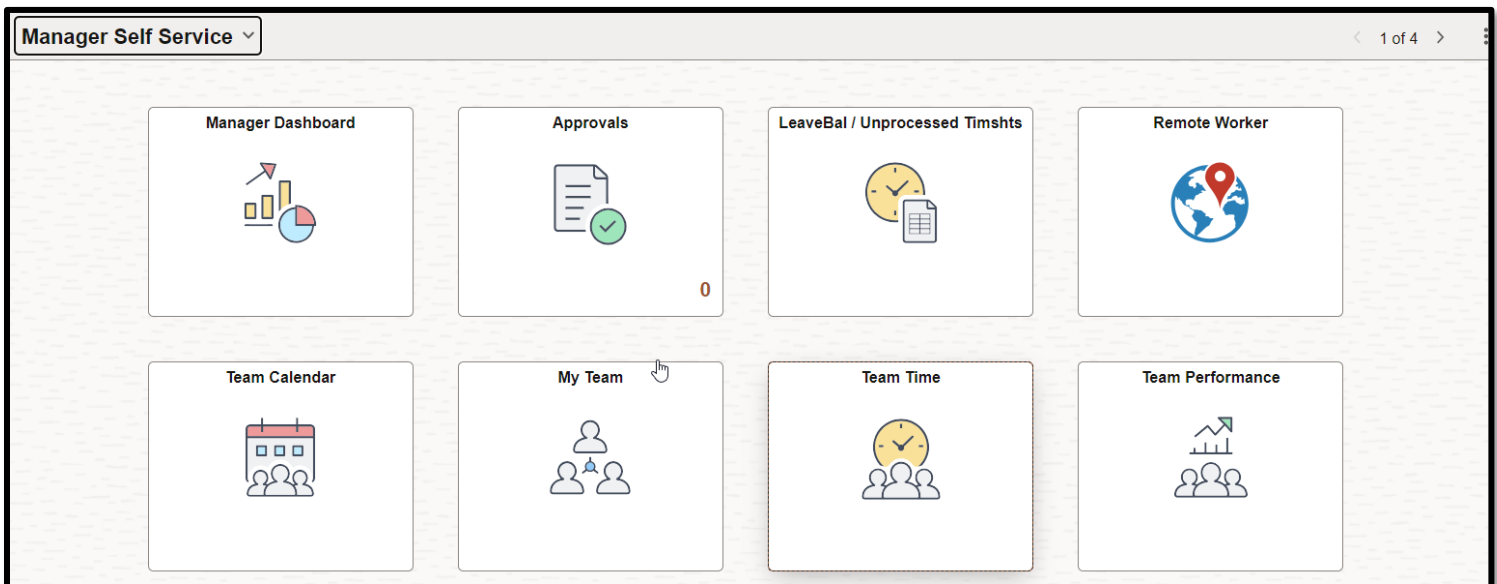 Manager Self Service
1 of 4
Manager Dashboard
Approvals
LeaveBal / Unprocessed Timshts
Remote Worker
0
Team Calendar
My Team
Team Time
Team Performance